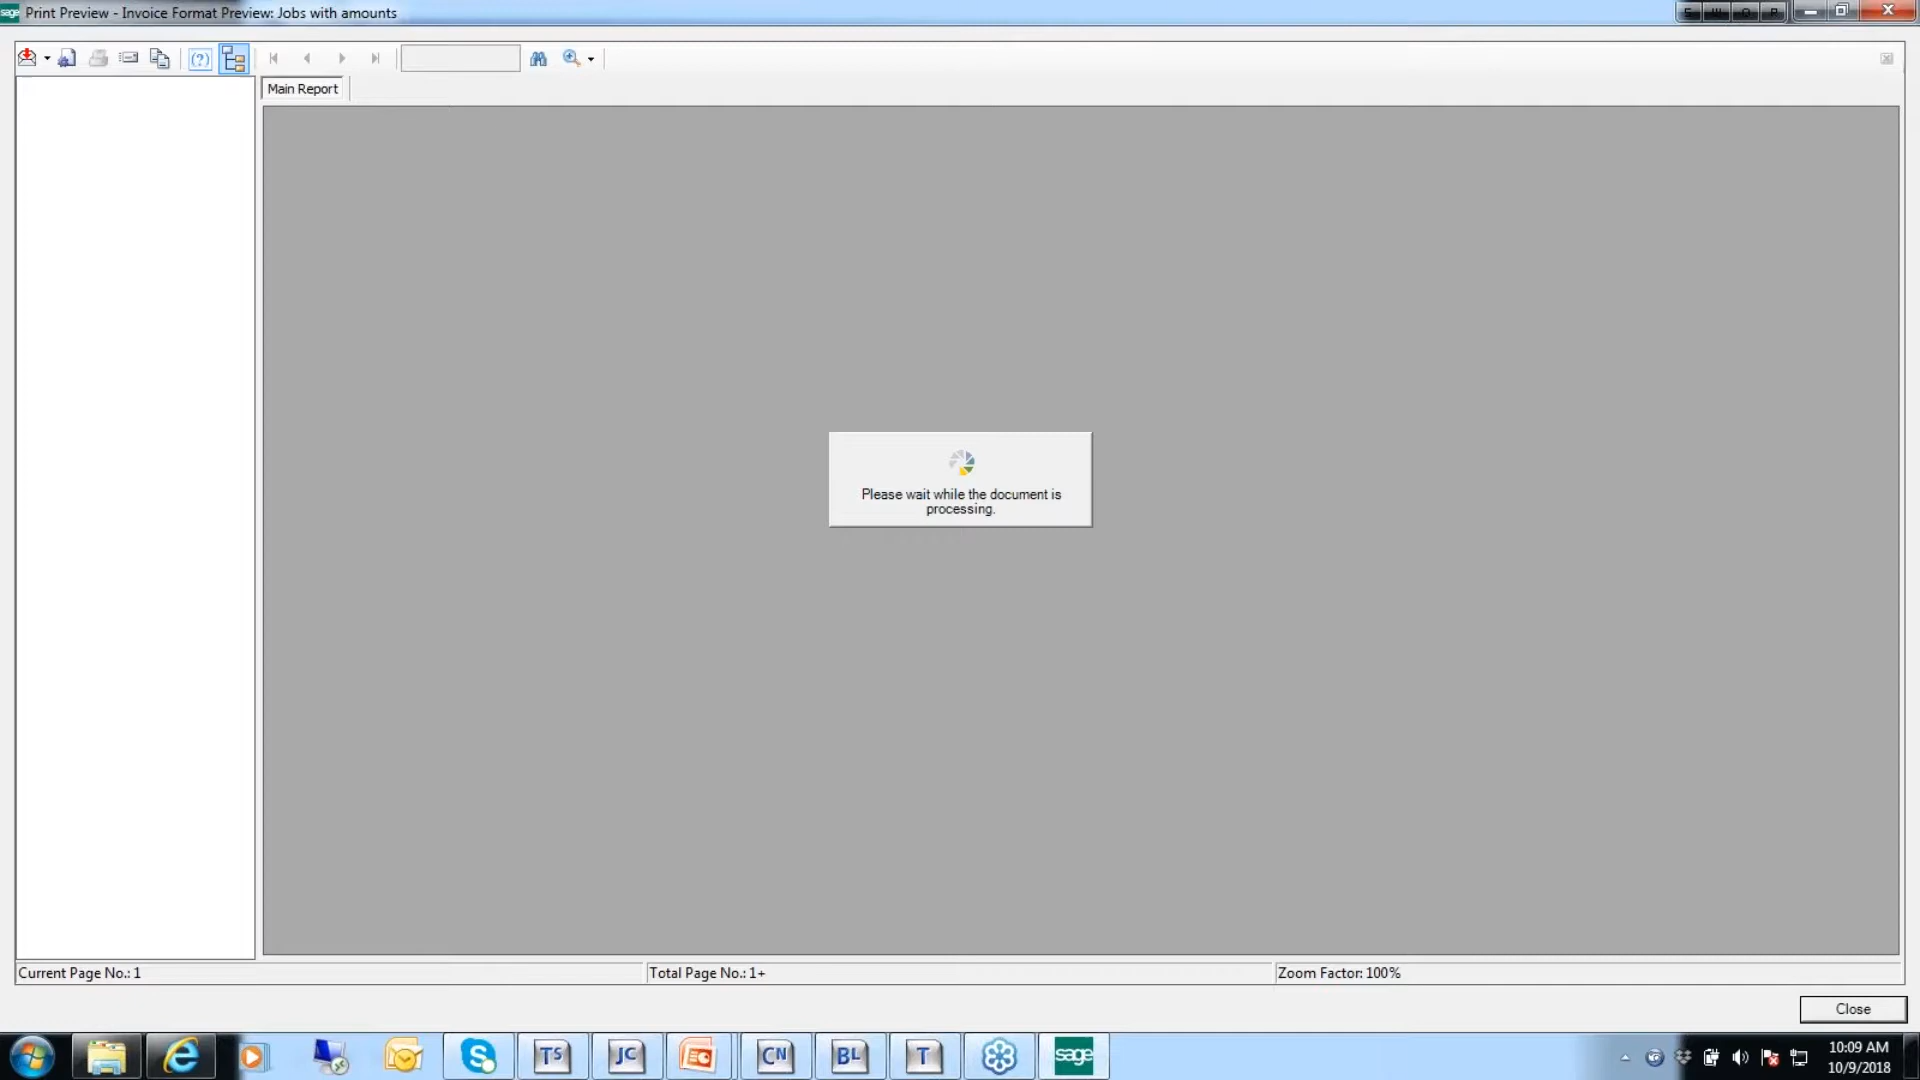 sage Print Preview - Invoice Format Preview: Jobs with amounts
(?)
Main Report
Please wait while the document is
processing.
Current Page No.: 1
Total Page No.: 1+
Zoom Factor: 100%
Close
S
TS
JC
CN
BL
T
sage
10:09 AM
10/9/2018